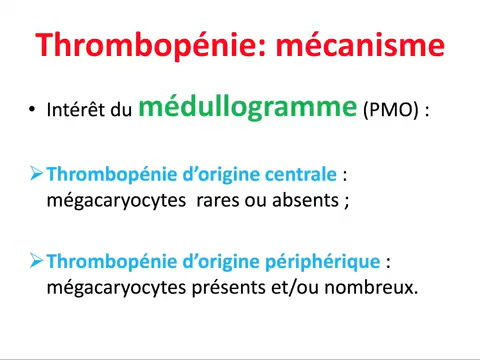 Thrombopénie: mécanisme
• Intérêt du médullogramme (PMO) :
➢Thrombopénie d’origine centrale :
mégacaryocytes rares ou absents ;
➢Thrombopénie d’origine périphérique :
mégacaryocytes présents et/ou nombreux.